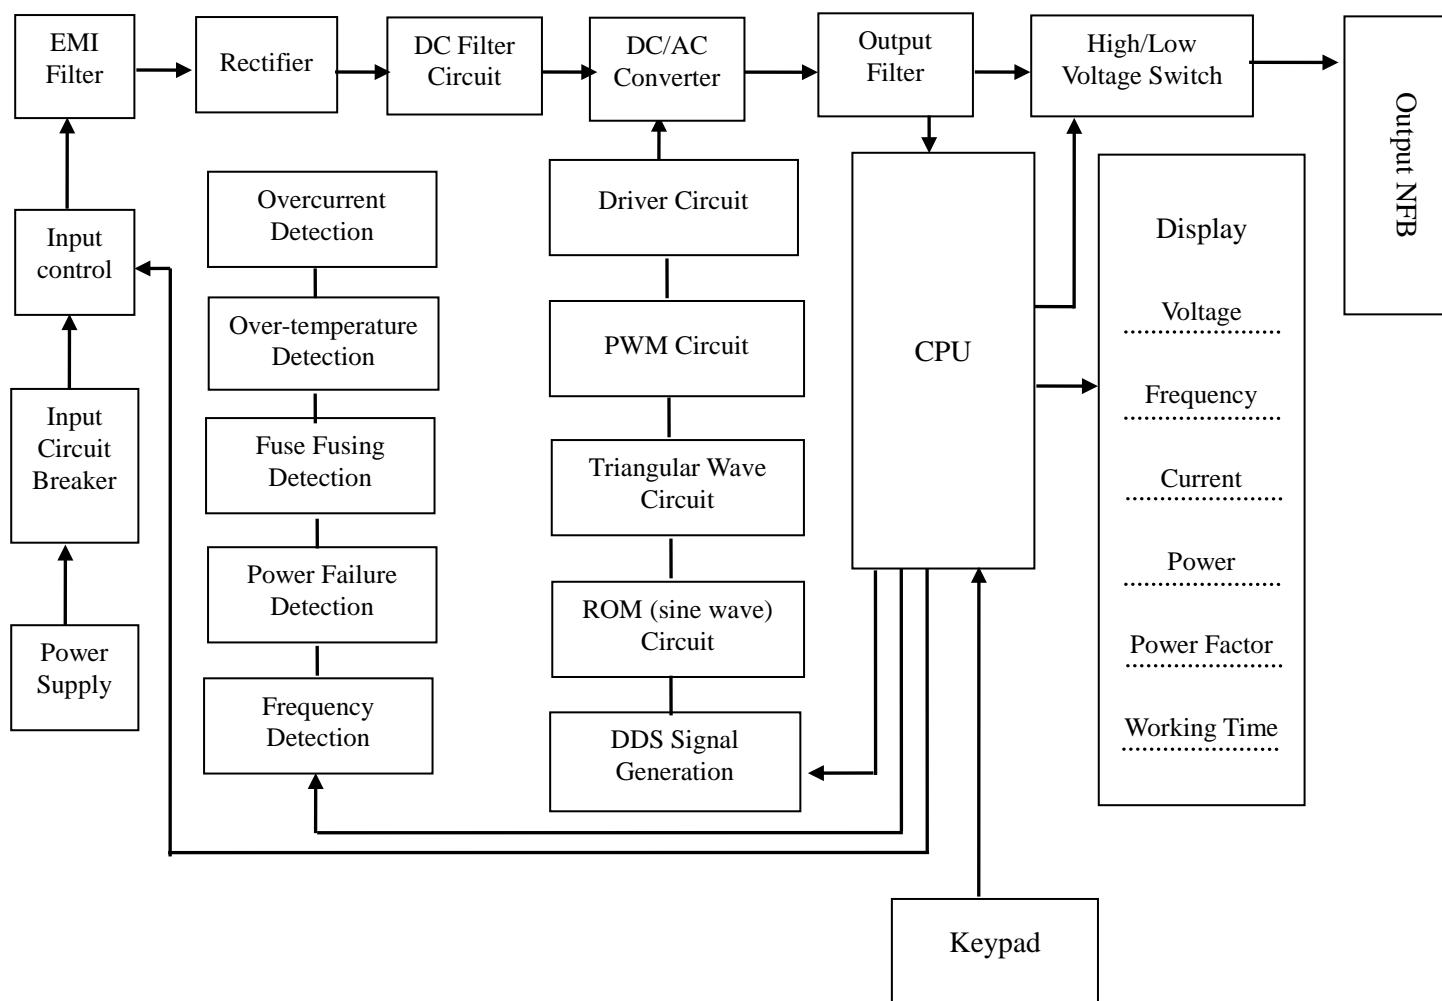 EMI
Filter
Rectifier
DC Filter
Circuit
DC/AC
Converter
Output
Filter
High/Low
Voltage Switch
Output NFB
Input
control
Input
Circuit
Breaker
Power
Supply
Overcurrent
Detection
Over-temperature
Detection
Fuse Fusing
Detection
Power Failure
Detection
Frequency
Detection
Driver Circuit
PWM Circuit
Triangular Wave
Circuit
ROM (sine wave)
Circuit
DDS Signal
Generation
CPU
Display
Voltage
Frequency
Current
Power
Power Factor
Working Time
Keypad